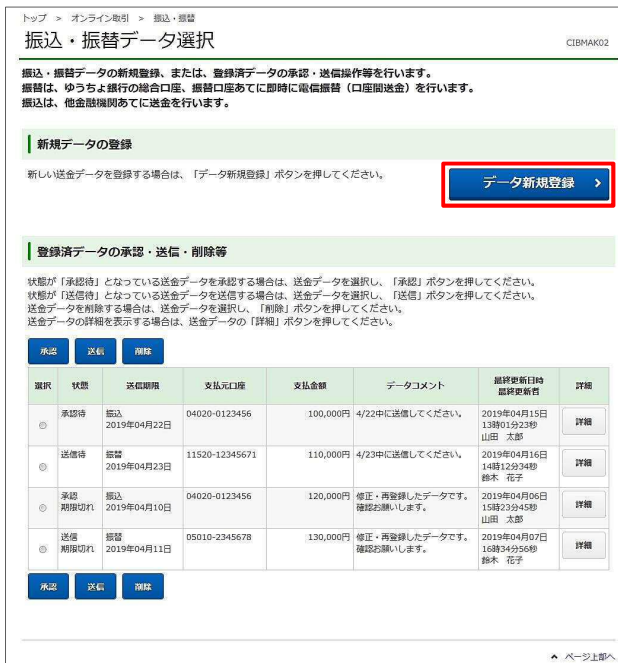 トップ > オンライン取引 > 振込・振替
振込・振替データ選択
CIBMAK02
振込・振替データの新規登録、または、登録済データの承認・送信操作等を行います。
振替は、ゆうちょ銀行の総合口座、振替口座あてに即時に電信振替（口座間送金）を行います。
振込は、他金融機関あてに送金を行います。
新規データの登録
新しい送金データを登録する場合は、「データ新規登録」ボタンを押してください。
データ新規登録
登録済データの承認・送信・削除等
状態が「承認待」となっている送金データを承認する場合は、送金データを選択し、「承認」ボタンを押してください。
状態が「送信待」となっている送金データを送信する場合は、送金データを選択し、「送信」ボタンを押してください。
送金データを削除する場合は、送金データを選択し、「削除」ボタンを押してください。
送金データの詳細を表示する場合は、送金データの「詳細」ボタンを押してください。
承認 送信 削除
選択 状態 送信期限 支払元口座 支払金額 データコメント 最終更新日時 詳細
最終更新者
承認待 振込 04020-0123456 100,000円 4/22中に送信してください。 2019年04月15日 詳細
2019年04月22日 13時01分23秒
山田 太郎
送信待 振替 11520-12345671 110,000円 4/23中に送信してください。 2019年04月16日 詳細
2019年04月23日 14時12分34秒
鈴木 花子
承認 振込 04020-0123456 120,000円 修正・再登録したデータです。 2019年04月06日 詳細
期限切れ 2019年04月10日 確認お願いします。 15時23分45秒
山田 太郎
送信 振替 05010-2345678 130,000円 修正・再登録したデータです。 2019年04月07日 詳細
期限切れ 2019年04月11日 確認お願いします。 16時34分56秒
鈴木 花子
承認 送信 削除
ページ上部へ